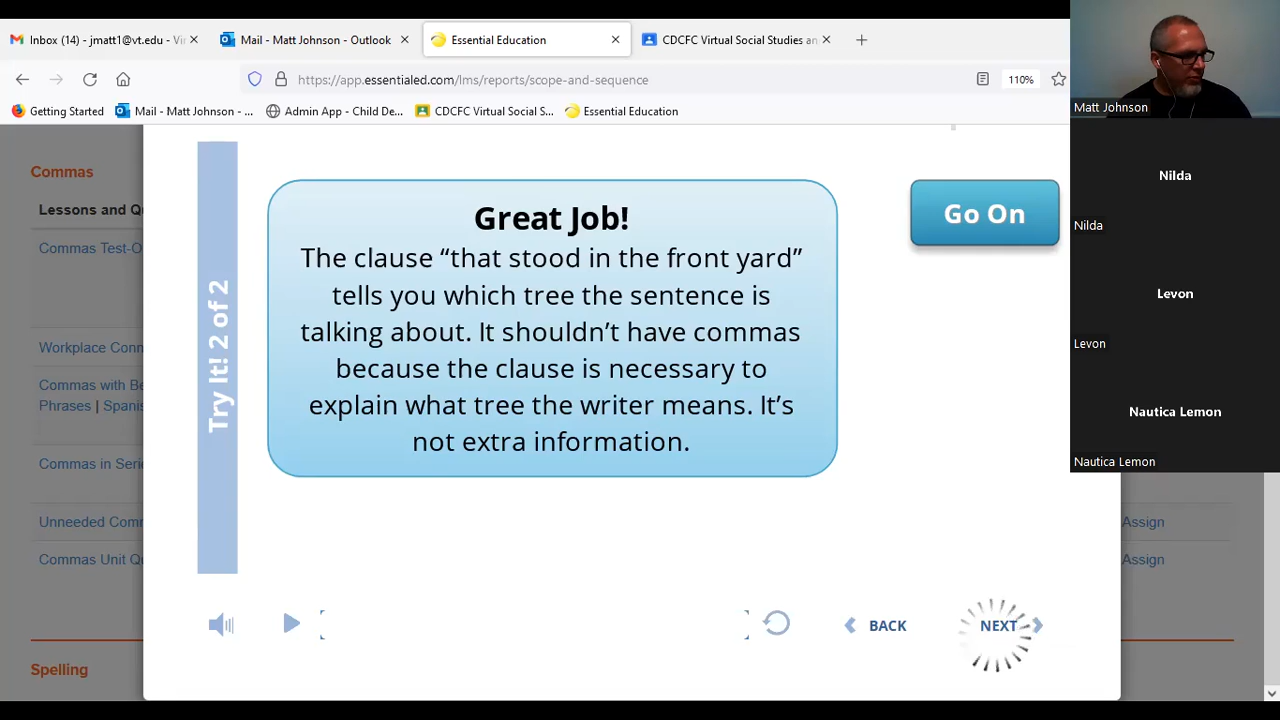 Inbox (14) - jmatt1@vt.edu - Vir
Mail - Matt Johnson - Outlook
Essential Education
CDCFC Virtual Social Studies an
https://app.essentialed.com/lms/reports/scope-and-sequence
110%
Getting Started
Mail - Matt Johnson - ...
Admin App - Child De...
CDCFC Virtual Social S...
Essential Education
Matt Johnson
Nilda
Nilda
Levon
Levon
Nautica Lemon
Nautica Lemon
Commas
Lessons and Qu
Commas Test-O
Workplace Conn
Commas with Be
Phrases | Spanis
Commas in Serie
Unneeded Comm
Commas Unit Qu
Assign
Assign
Spelling
Try It! 2 of 2
Great Job!
The clause “that stood in the front yard”
tells you which tree the sentence is
talking about. It shouldn’t have commas
because the clause is necessary to
explain what tree the writer means. It’s
not extra information.
Go On
BACK
NEXT